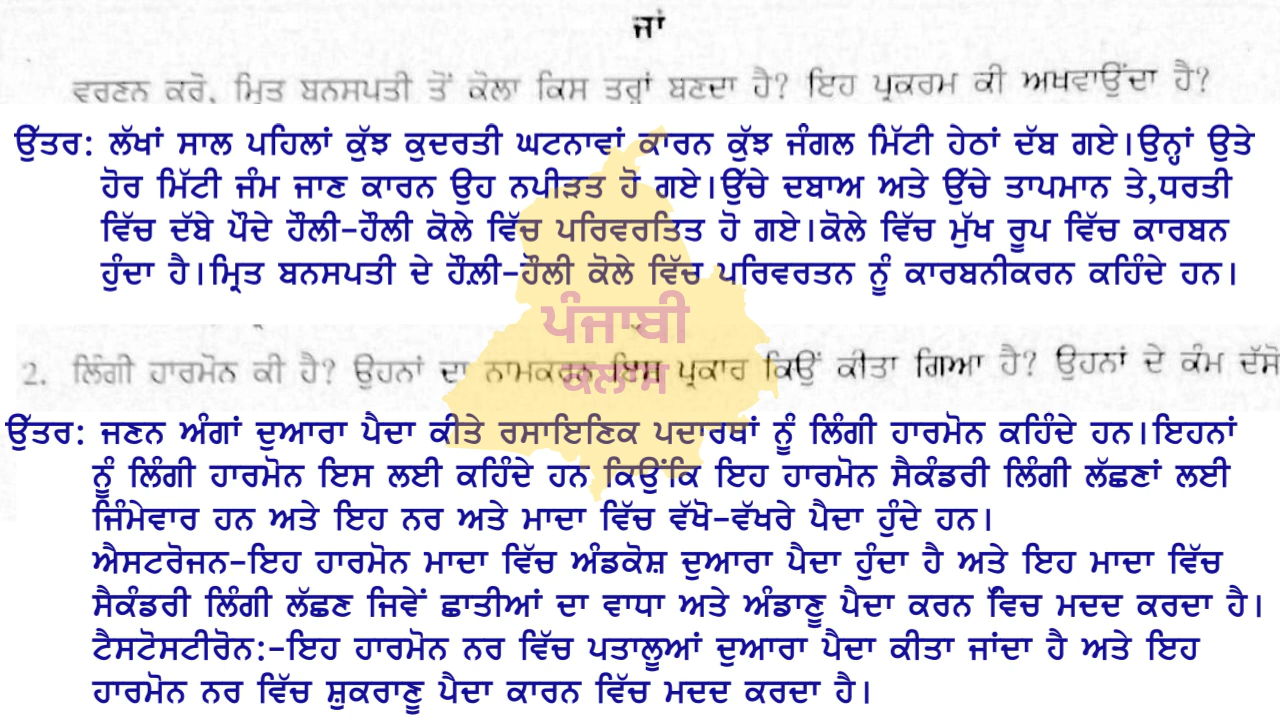 ਜਾਂ
ਵਰਣਨ ਕਰੋ, ਮ੍ਰਿਤ ਬਨਸਪਤੀ ਤੋਂ ਕੋਲਾ ਕਿਸ ਤਰ੍ਹਾਂ ਬਣਦਾ ਹੈ? ਇਹ ਪ੍ਰਕਰਮ ਕੀ ਅਖਵਾਉਂਦਾ ਹੈ?
ਉੱਤਰ: ਲੱਖਾਂ ਸਾਲ ਪਹਿਲਾਂ ਕੁੱਝ ਕੁਦਰਤੀ ਘਟਨਾਵਾਂ ਕਾਰਨ ਕੁੱਝ ਜੰਗਲ ਮਿੱਟੀ ਹੇਠਾਂ ਦੱਬ ਗਏ।ਉਨ੍ਹਾਂ ਉਤੇ
ਹੋਰ ਮਿੱਟੀ ਜੰਮ ਜਾਣ ਕਾਰਨ ਉਹ ਨਪੀੜਤ ਹੋ ਗਏ।ਉੱਚੇ ਦਬਾਅ ਅਤੇ ਉੱਚੇ ਤਾਪਮਾਨ ਤੇ,ਧਰਤੀ
ਵਿੱਚ ਦੱਬੇ ਪੌਦੇ ਹੌਲੀ-ਹੌਲੀ ਕੋਲੇ ਵਿੱਚ ਪਰਿਵਰਤਿਤ ਹੋ ਗਏ।ਕੋਲੇ ਵਿੱਚ ਮੁੱਖ ਰੂਪ ਵਿੱਚ ਕਾਰਬਨ
ਹੁੰਦਾ ਹੈ।ਮ੍ਰਿਤ ਬਨਸਪਤੀ ਦੇ ਹੌਲ਼ੀ-ਹੌਲੀ ਕੋਲੇ ਵਿੱਚ ਪਰਿਵਰਤਨ ਨੂੰ ਕਾਰਬਨੀਕਰਨ ਕਹਿੰਦੇ ਹਨ।
ਪੰਜਾਬੀ
ਕਲਾਸ
2. ਲਿੰਗੀ ਹਾਰਮੋਨ ਕੀ ਹੈ? ਉਹਨਾਂ ਦਾ ਨਾਮਕਰਨ ਇਸ ਪ੍ਰਕਾਰ ਕਿਉਂ ਕੀਤਾ ਗਿਆ ਹੈ? ਉਹਨਾਂ ਦੇ ਕੰਮ ਦੱਸੋ
ਉੱਤਰ: ਜਣਨ ਅੰਗਾਂ ਦੁਆਰਾ ਪੈਦਾ ਕੀਤੇ ਰਸਾਇਣਿਕ ਪਦਾਰਥਾਂ ਨੂੰ ਲਿੰਗੀ ਹਾਰਮੋਨ ਕਹਿੰਦੇ ਹਨ।ਇਹਨਾਂ
ਨੂੰ ਲਿੰਗੀ ਹਾਰਮੋਨ ਇਸ ਲਈ ਕਹਿੰਦੇ ਹਨ ਕਿਉਂਕਿ ਇਹ ਹਾਰਮੋਨ ਸੈਕੰਡਰੀ ਲਿੰਗੀ ਲੱਛਣਾਂ ਲਈ
ਜਿੰਮੇਵਾਰ ਹਨ ਅਤੇ ਇਹ ਨਰ ਅਤੇ ਮਾਦਾ ਵਿੱਚ ਵੱਖੋ-ਵੱਖਰੇ ਪੈਦਾ ਹੁੰਦੇ ਹਨ।
ਐਸਟਰੋਜਨ-ਇਹ ਹਾਰਮੋਨ ਮਾਦਾ ਵਿੱਚ ਅੰਡਕੋਸ਼ ਦੁਆਰਾ ਪੈਦਾ ਹੁੰਦਾ ਹੈ ਅਤੇ ਇਹ ਮਾਦਾ ਵਿੱਚ
ਸੈਕੰਡਰੀ ਲਿੰਗੀ ਲੱਛਣ ਜਿਵੇਂ ਛਾਤੀਆਂ ਦਾ ਵਾਧਾ ਅਤੇ ਅੰਡਾਣੂ ਪੈਦਾ ਕਰਨ ਵਿੱਚ ਮਦਦ ਕਰਦਾ ਹੈ।
ਟੈਸਟੋਸਟੀਰੋਨ:-ਇਹ ਹਾਰਮੋਨ ਨਰ ਵਿੱਚ ਪਤਾਲੂਆਂ ਦੁਆਰਾ ਪੈਦਾ ਕੀਤਾ ਜਾਂਦਾ ਹੈ ਅਤੇ ਇਹ
ਹਾਰਮੋਨ ਨਰ ਵਿੱਚ ਸ਼ੁਕਰਾਣੂ ਪੈਦਾ ਕਾਰਨ ਵਿੱਚ ਮਦਦ ਕਰਦਾ ਹੈ।